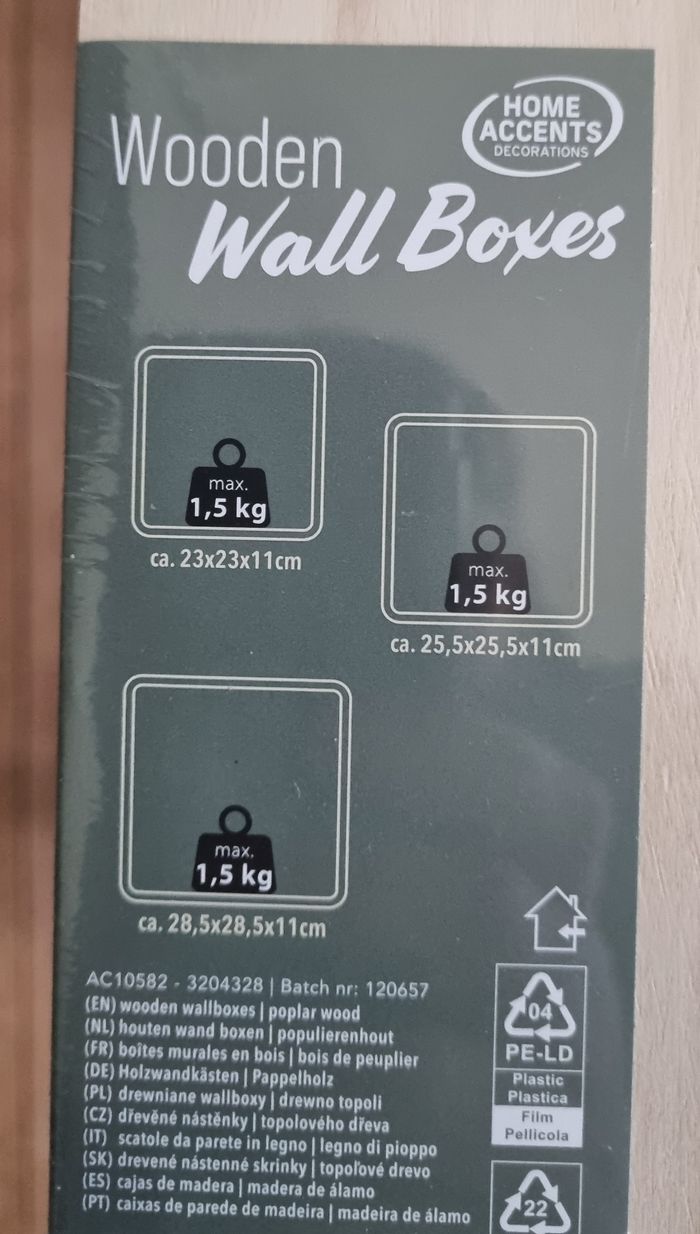 HOME
ACCENTS
DECORATIONS
Wooden
Wall Boxes
max.
1,5 kg
ca. 23x23x11cm
max.
1,5 kg
ca. 25,5x25,5x11cm
max.
1,5 kg
ca. 28,5x28,5x11cm
AC10582 - 3204328 | Batch nr: 120657
(EN) wooden wallboxes | poplar wood
(NL) houten wand boxen | populierenhout
(FR) boîtes murales en bois | bois de peuplier
(DE) Holzwandkästen | Pappelholz
(PL) drewniane wallboxy | drewno topoli
(CZ) dřevěné nástěnky | topolového dřeva
(IT) scatole da parete in legno | legno di pioppo
(SK) drevené nástenné skrinky | topoľové drevo
(ES) cajas de madera | madera de álamo
(PT) caixas de parede de madeira | madeira de álamo
04
PE-LD
Plastic
Plastica
Film
Pellicola
22